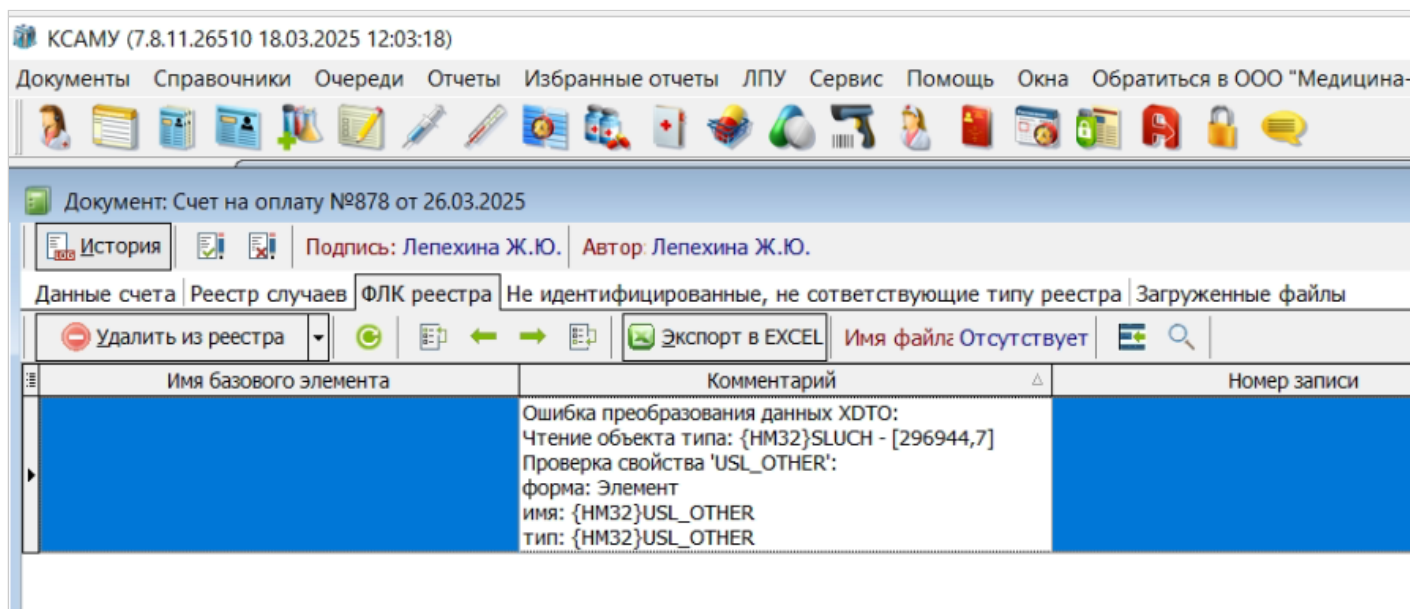 КСАМУ (7.8.11.26510 18.03.2025 12:03:18)
Документы Справочники Очереди Отчеты Избранные отчеты ЛПУ Сервис Помощь Окна Обратиться в ООО "Медицина-
Документ: Счет на оплату №878 от 26.03.2025
LOG История Подпись: Лепехина Ж.Ю. Автор: Лепехина Ж.Ю.
Данные счета Реестр случаев ФЛК реестра Не идентифицированные, не сответствующие типу реестра Загруженные файлы
Удалить из реестра Экспорт в EXCEL Имя файла Отсутствует
Имя базового элемента Комментарий Номер записи
Ошибка преобразования данных XDTO:
Чтение объекта типа: {HM32}SLUCH - [296944,7]
Проверка свойства 'USL_OTHER':
форма: Элемент
имя: {HM32}USL_OTHER
тип: {HM32}USL_OTHER